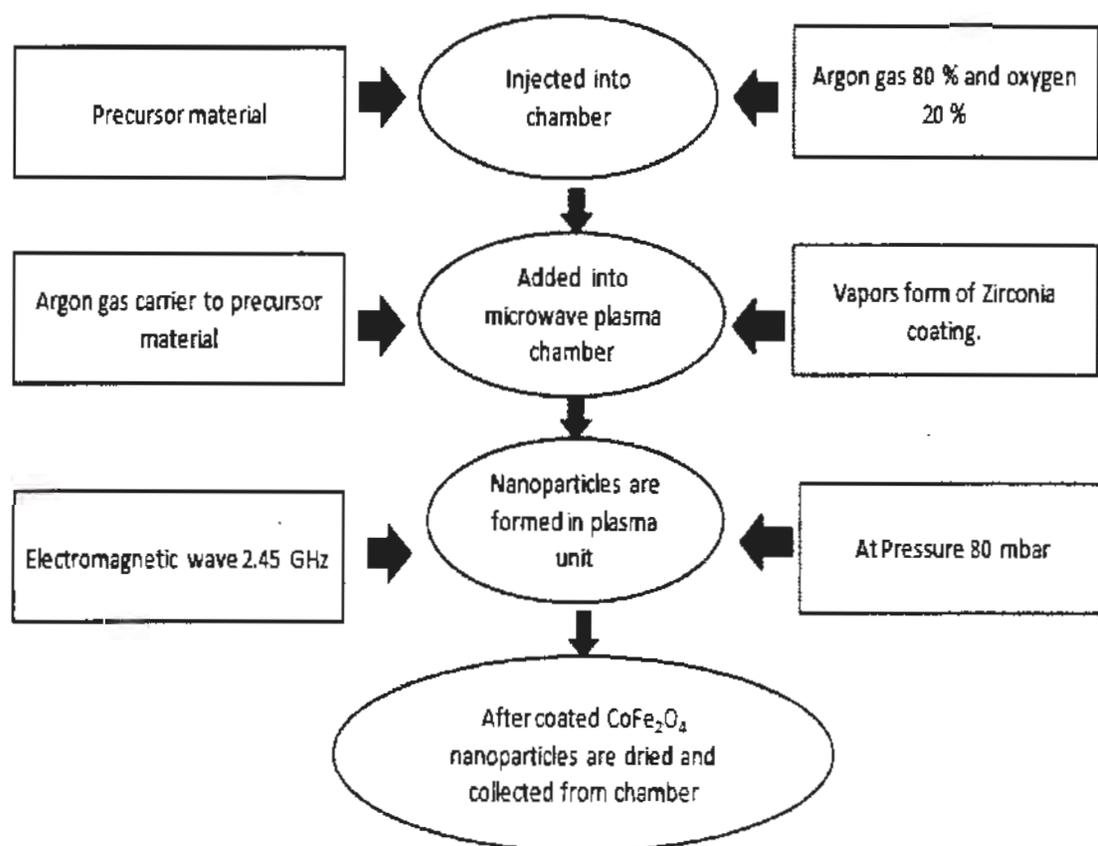 Precursor material
Injected into
chamber
Argon gas 80 % and oxygen
20 %
Argon gas carrier to precursor
material
Added into
microwave plasma
chamber
Vapors form of Zirconia
coating.
Electromagnetic wave 2.45 GHz
Nanoparticles are
formed in plasma
unit
At Pressure 80 mbar
After coated CoFe₂O₄
nanoparticles are dried and
collected from chamber